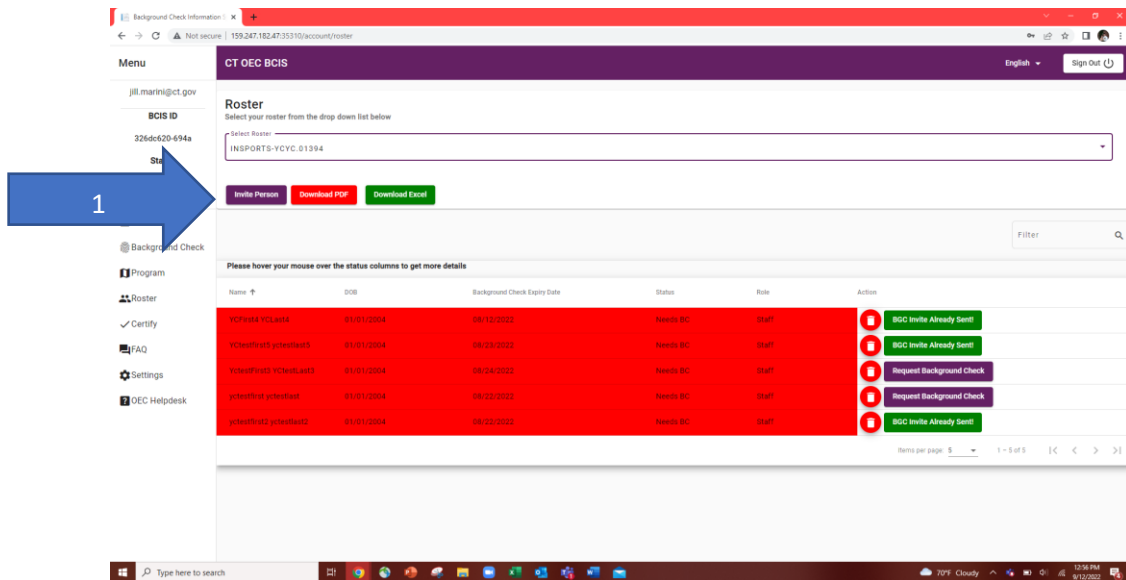 Background Check Information S
Not secure | 159.247.182.47:35310/account/roster
Menu
CT OEC BCIS
English
Sign Out
jill.marini@ct.gov
BCIS ID
326dc620-694a
Sta
Roster
Select your roster from the drop down list below
Select Roster
INSPORTS-YCYC.01394
1
Invite Person Download PDF Download Excel
Background Check
Program
Roster
Certify
FAQ
Settings
OEC Helpdesk
Filter
Please hover your mouse over the status columns to get more details
Name DOB Background Check Expiry Date Status Role Action
YCFirst4 YCLast4 01/01/2004 08/12/2022 Needs BC Staff BGC Invite Already Sent!
YCtestfirst5 yctestlast5 01/01/2004 08/23/2022 Needs BC Staff BGC Invite Already Sent!
YctestFirst3 YCtestLast3 01/01/2004 08/24/2022 Needs BC Staff Request Background Check
yctestfirst yctestlast 01/01/2004 08/22/2022 Needs BC Staff Request Background Check
yctestfirst2 yctestlast2 01/01/2004 08/22/2022 Needs BC Staff BGC Invite Already Sent!
Items per page: 5 1 – 5 of 5
Type here to search
70°F Cloudy
12:56 PM
9/12/2022